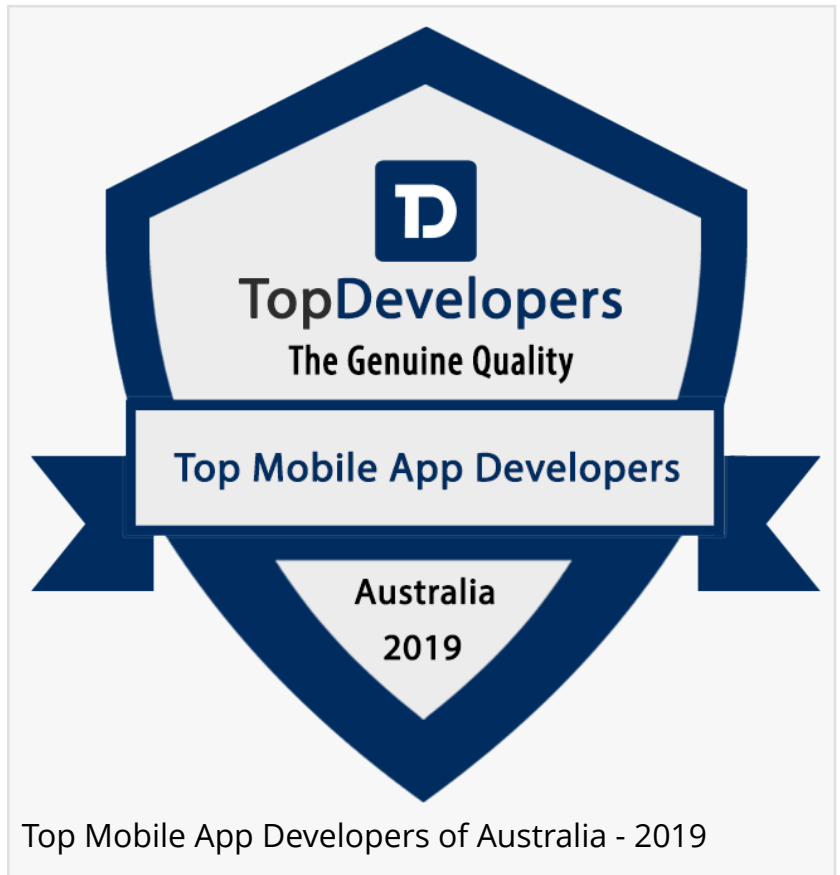 TD
TopDevelopers
The Genuine Quality
Top Mobile App Developers
Australia
2019
Top Mobile App Developers of Australia - 2019